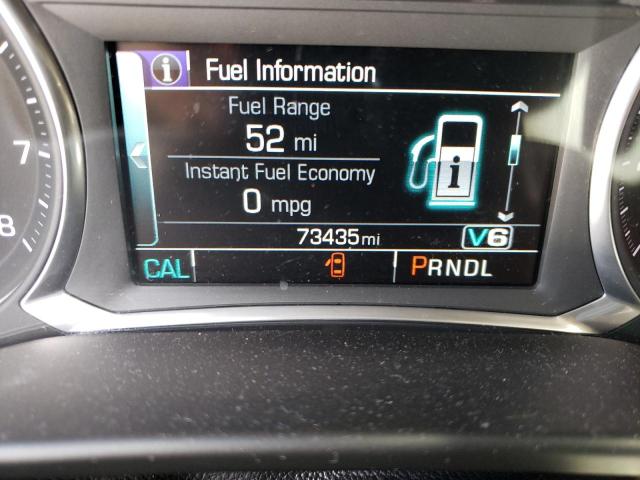 i Fuel Information
Fuel Range
52 mi
Instant Fuel Economy
0 mpg
i
73435 mi V6
CAL PRNDL
7
8